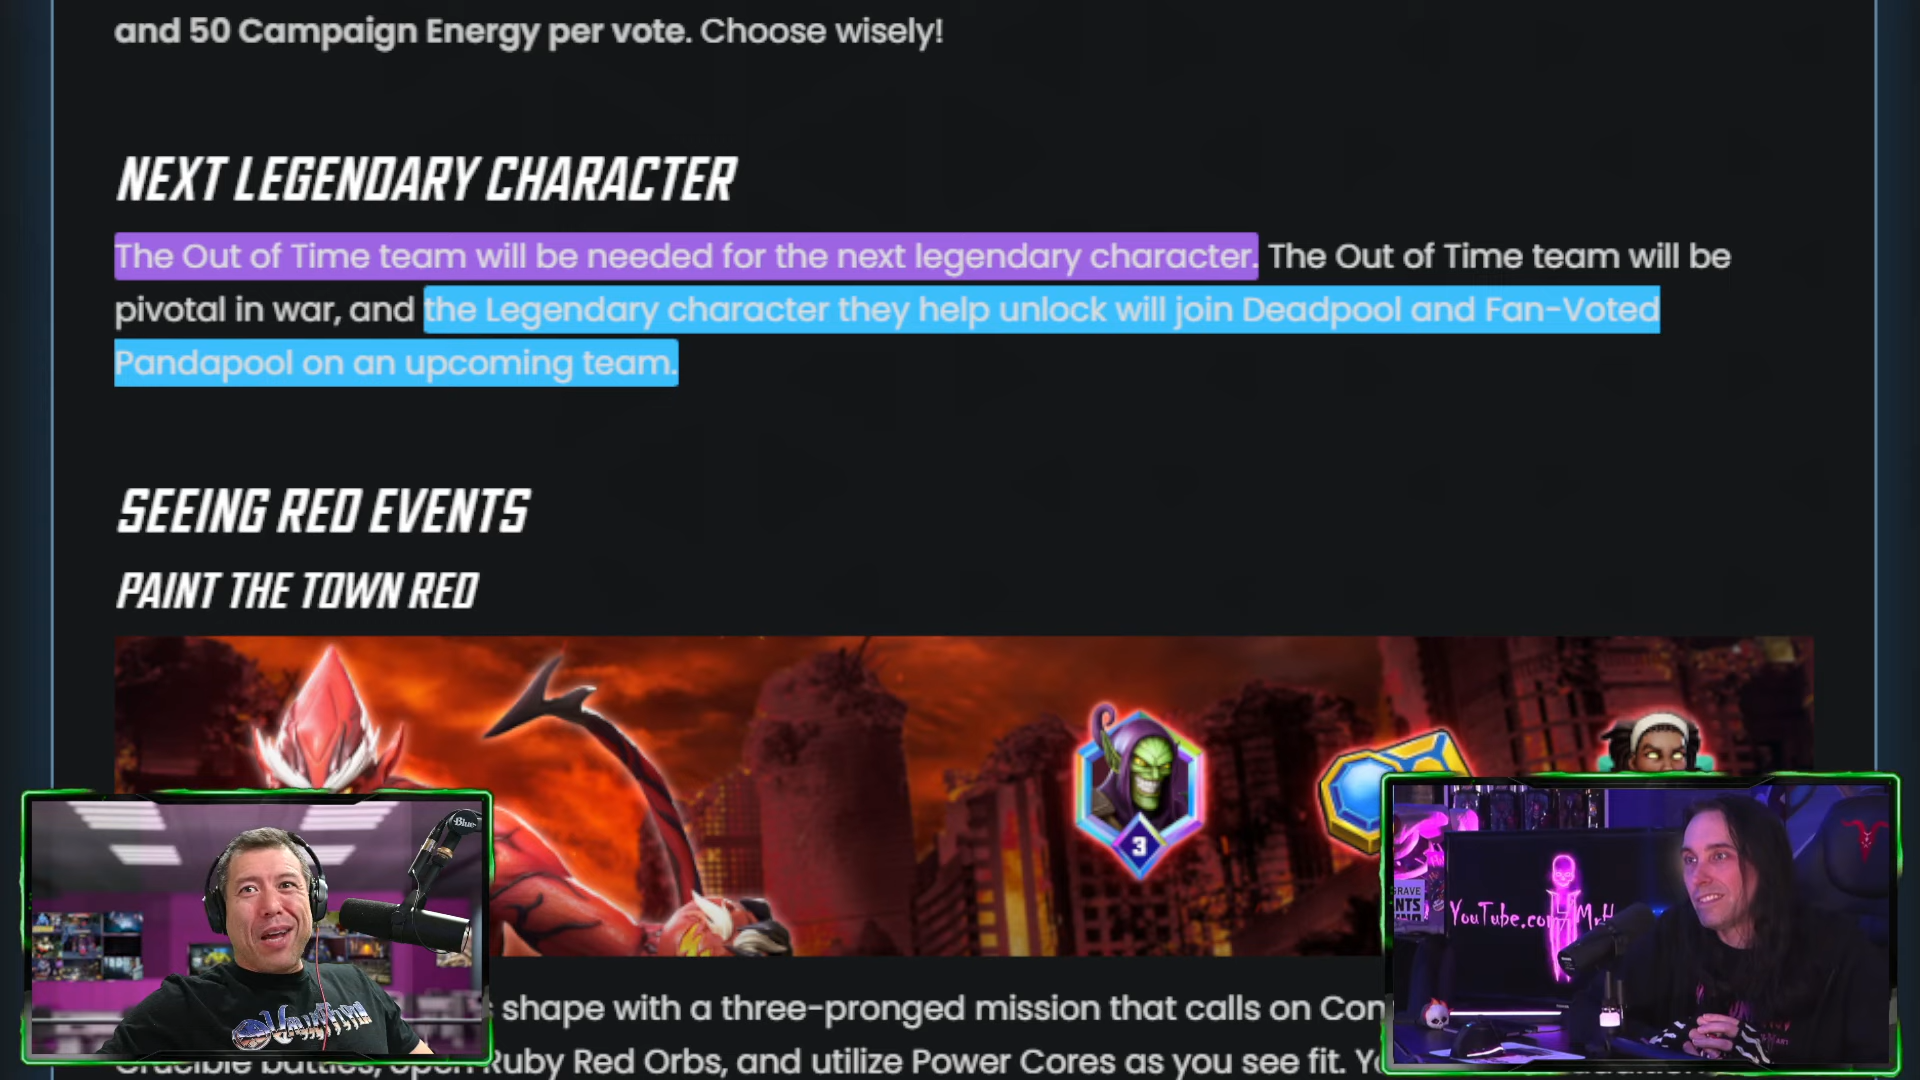 and 50 Campaign Energy per vote. Choose wisely!
NEXT LEGENDARY CHARACTER
The Out of Time team will be needed for the next legendary character. The Out of Time team will be
pivotal in war, and the Legendary character they help unlock will join Deadpool and Fan-Voted
Pandapool on an upcoming team.
SEEING RED EVENTS
PAINT THE TOWN RED
3
Blue
YouTube.com/MrH
shape with a three-pronged mission that calls on
Ruby Red Orbs, and utilize Power Cores as you see fit.